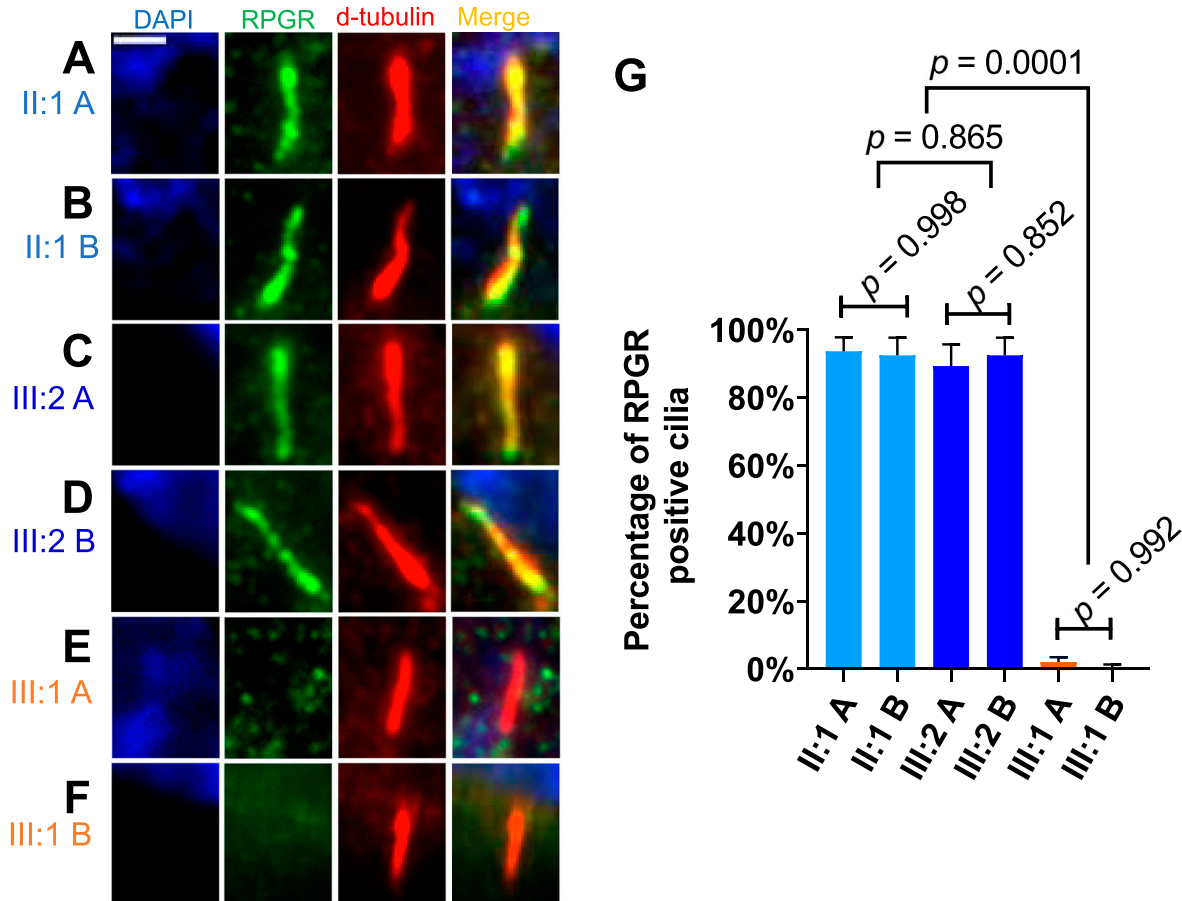 DAPI RPGR d-tubulin Merge
A
II:1 A
B
II:1 B
C
III:2 A
D
III:2 B
E
III:1 A
F
III:1 B
G
p = 0.0001
p = 0.865
p = 0.998
p = 0.852
p = 0.992
Percentage of RPGR
positive cilia
100%
80%
60%
40%
20%
0%
II:1 A
II:1 B
III:2 A
III:2 B
III:1 A
III:1 B